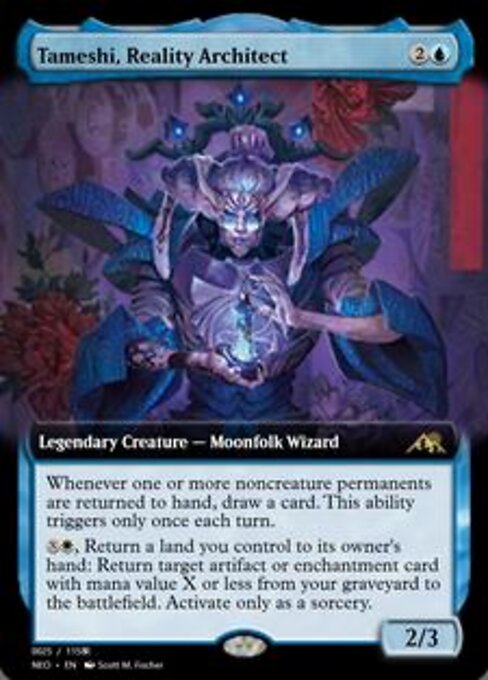 Tameshi, Reality Architect 2
Legendary Creature — Moonfolk Wizard
Whenever one or more noncreature permanents
are returned to hand, draw a card. This ability
triggers only once each turn.
, Return a land you control to its owner's
hand: Return target artifact or enchantment card
with mana value X or less from your graveyard to
the battlefield. Activate only as a sorcery.
2/3
NEO • EN Scott M. Fischer